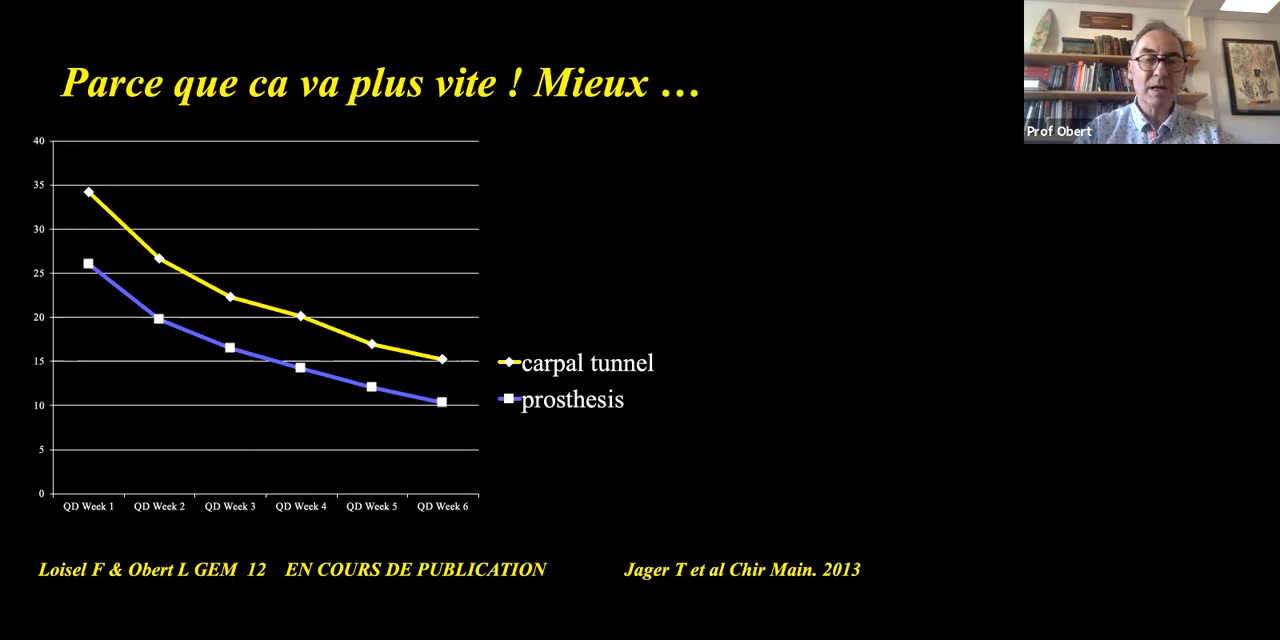 Parce que ca va plus vite ! Mieux …
Prof Obert
40
35
30
25
20
15
10
5
0
QD Week 1 QD Week 2 QD Week 3 QD Week 4 QD Week 5 QD Week 6
carpal tunnel
prosthesis
Loisel F & Obert L GEM 12 EN COURS DE PUBLICATION Jager T et al Chir Main. 2013